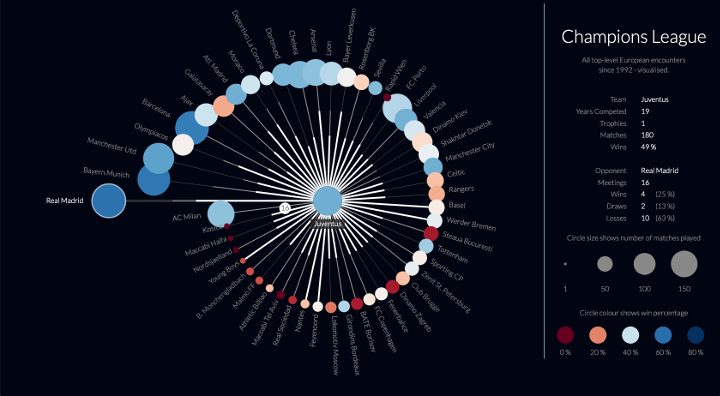 Champions League
All top-level European encounters
since 1992 - visualised.
Team Juventus
Years Competed 19
Trophies 1
Matches 180
Wins 49 %
Opponent Real Madrid
Meetings 16
Wins 4 (25 %)
Draws 2 (13 %)
Losses 10 (63 %)
Circle size shows number of matches played
1 50 100 150
Circle colour shows win percentage
0 % 20 % 40 % 60 % 80 %
Real Madrid
Bayern Munich
Manchester Utd
Olympiacos
Barcelona
Ajax
Galatasaray
Atl. Madrid
Monaco
Deportivo La Coruna
Dortmund
Chelsea
Arsenal
Lyon
Bayer Leverkusen
Rosenborg BK
Sevilla
Rapid Wien
FC Porto
Liverpool
Valencia
Dinamo Kiev
Shakhtar Donetsk
Manchester City
Celtic
Rangers
Basel
Werder Bremen
Steaua Bucuresti
Tottenham
Sporting CP
Zenit St. Petersburg
Club Brugge
Dinamo Zagreb
Fenerbahce
FC Copenhagen
BATE Borisov
Girondins Bordeaux
Lokomotiv Moscow
Feyenoord
Nantes
Real Sociedad
Maccabi Tel Aviv
Athletic Bilbao
Malmö FF
B. Monchengladbach
Young Boys
Nordsjaelland
Maccabi Haifa
AC Milan
16
Juventus